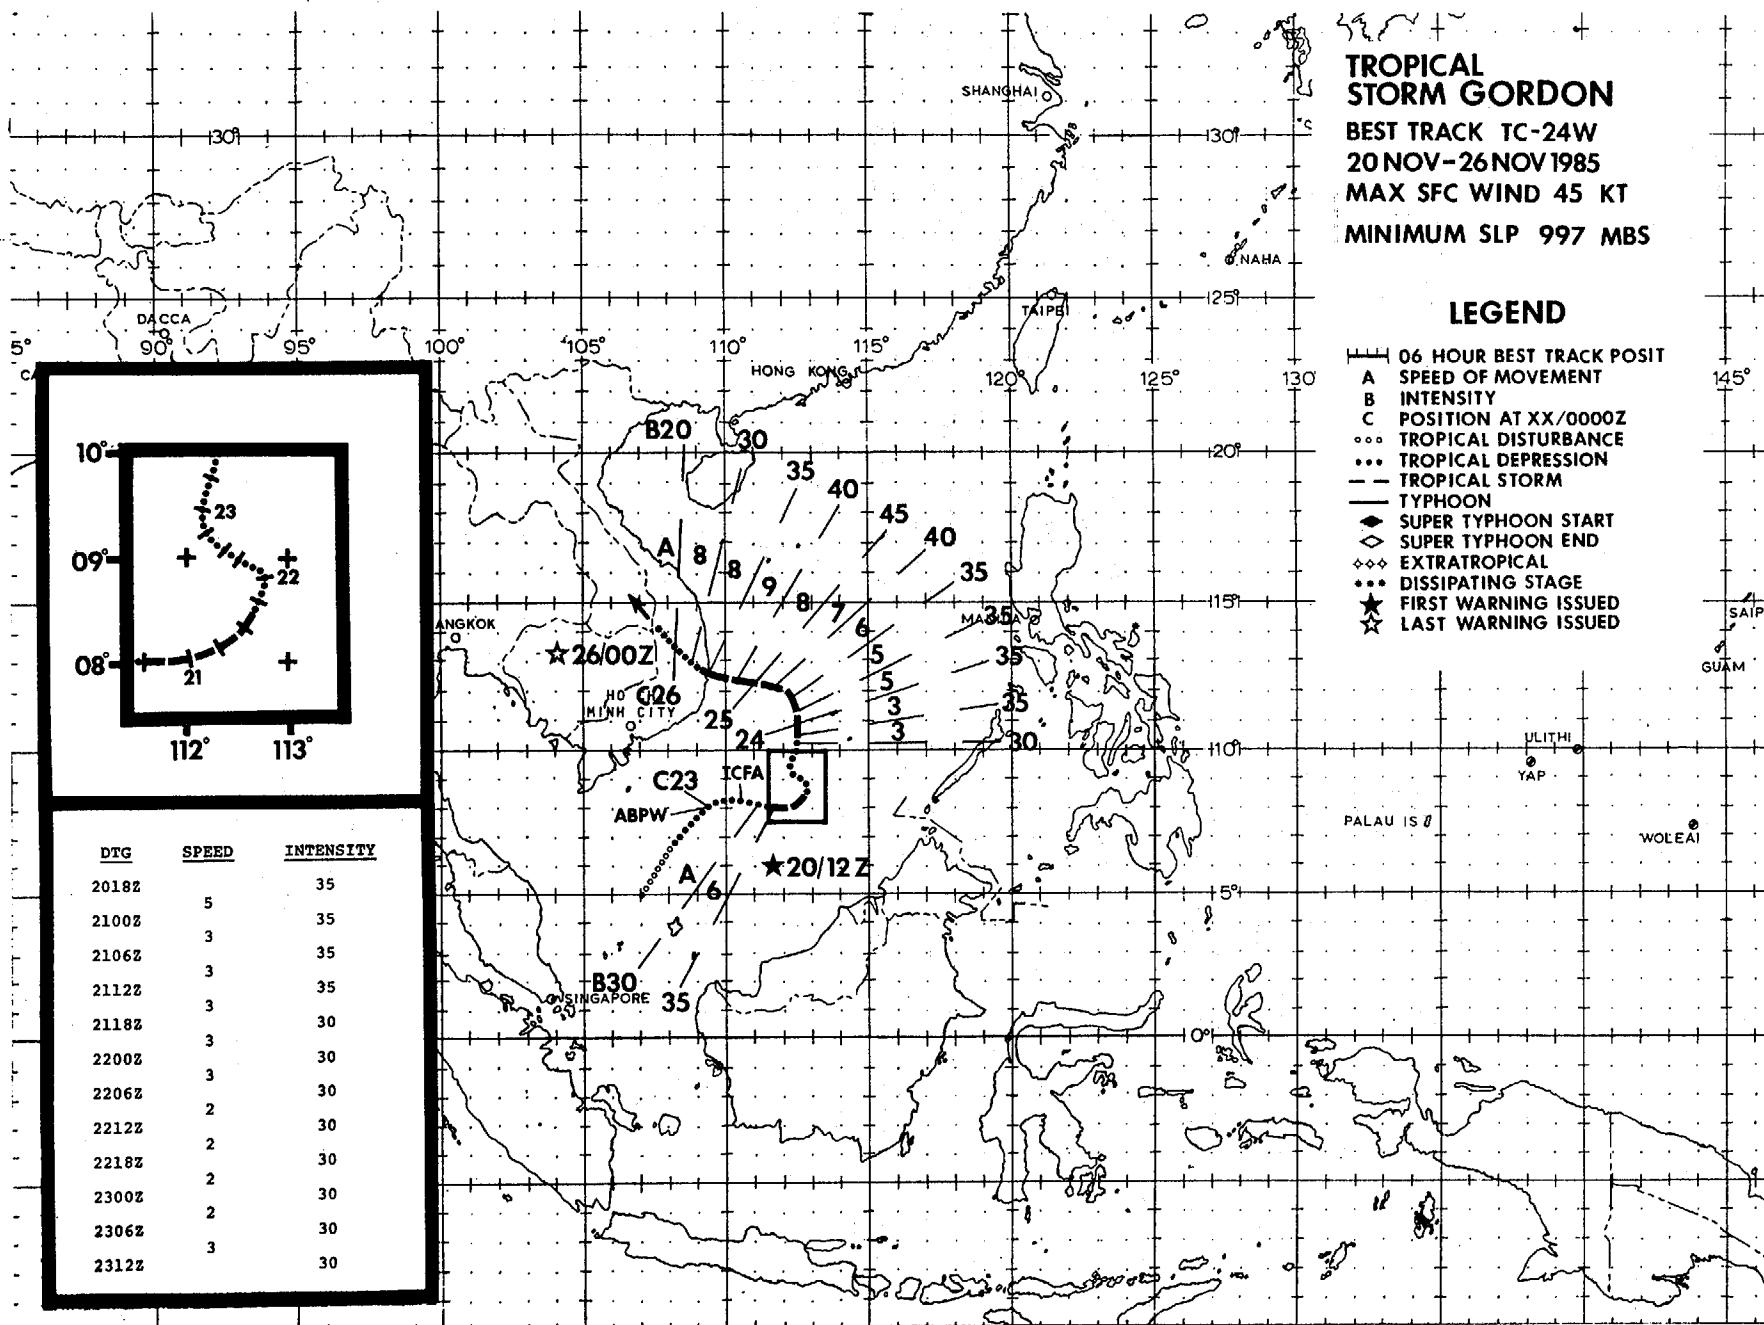 TROPICAL
STORM GORDON
BEST TRACK TC-24W
20 NOV-26 NOV 1985
MAX SFC WIND 45 KT
MINIMUM SLP 997 MBS
LEGEND
06 HOUR BEST TRACK POSIT
A SPEED OF MOVEMENT
B INTENSITY
C POSITION AT XX/0000Z
TROPICAL DISTURBANCE
TROPICAL DEPRESSION
TROPICAL STORM
TYPHOON
SUPER TYPHOON START
SUPER TYPHOON END
EXTRATROPICAL
DISSIPATING STAGE
FIRST WARNING ISSUED
LAST WARNING ISSUED
SHANGHAI
30° 30°
NAHA
25°
TAIPEI
DACCA
5° 90° 95° 100° 105° 110° 115°
HONG KONG
120° 125° 130 145°
B20 30
20°
35
40
45
40
35
A 8 8 9 8 7 6 5 5 3 3
15°
ANGKOK
MANILA
35
35
35
30
10°
26/00Z
C26
HO CHI
MINH CITY
25
24
ICFA
C23
ABPW
20/12Z
A 6
5°
B30
35
SINGAPORE
0°
SAIP
GUAM
ULITHI
YAP
PALAU IS
WOLEAI
10°
09°
08°
23
22
21
112° 113°
DTG SPEED INTENSITY
2018Z 35
5
2100Z 35
3
2106Z 35
3
2112Z 35
3
2118Z 30
3
2200Z 30
3
2206Z 30
2
2212Z 30
2
2218Z 30
2
2300Z 30
2
2306Z 30
3
2312Z 30